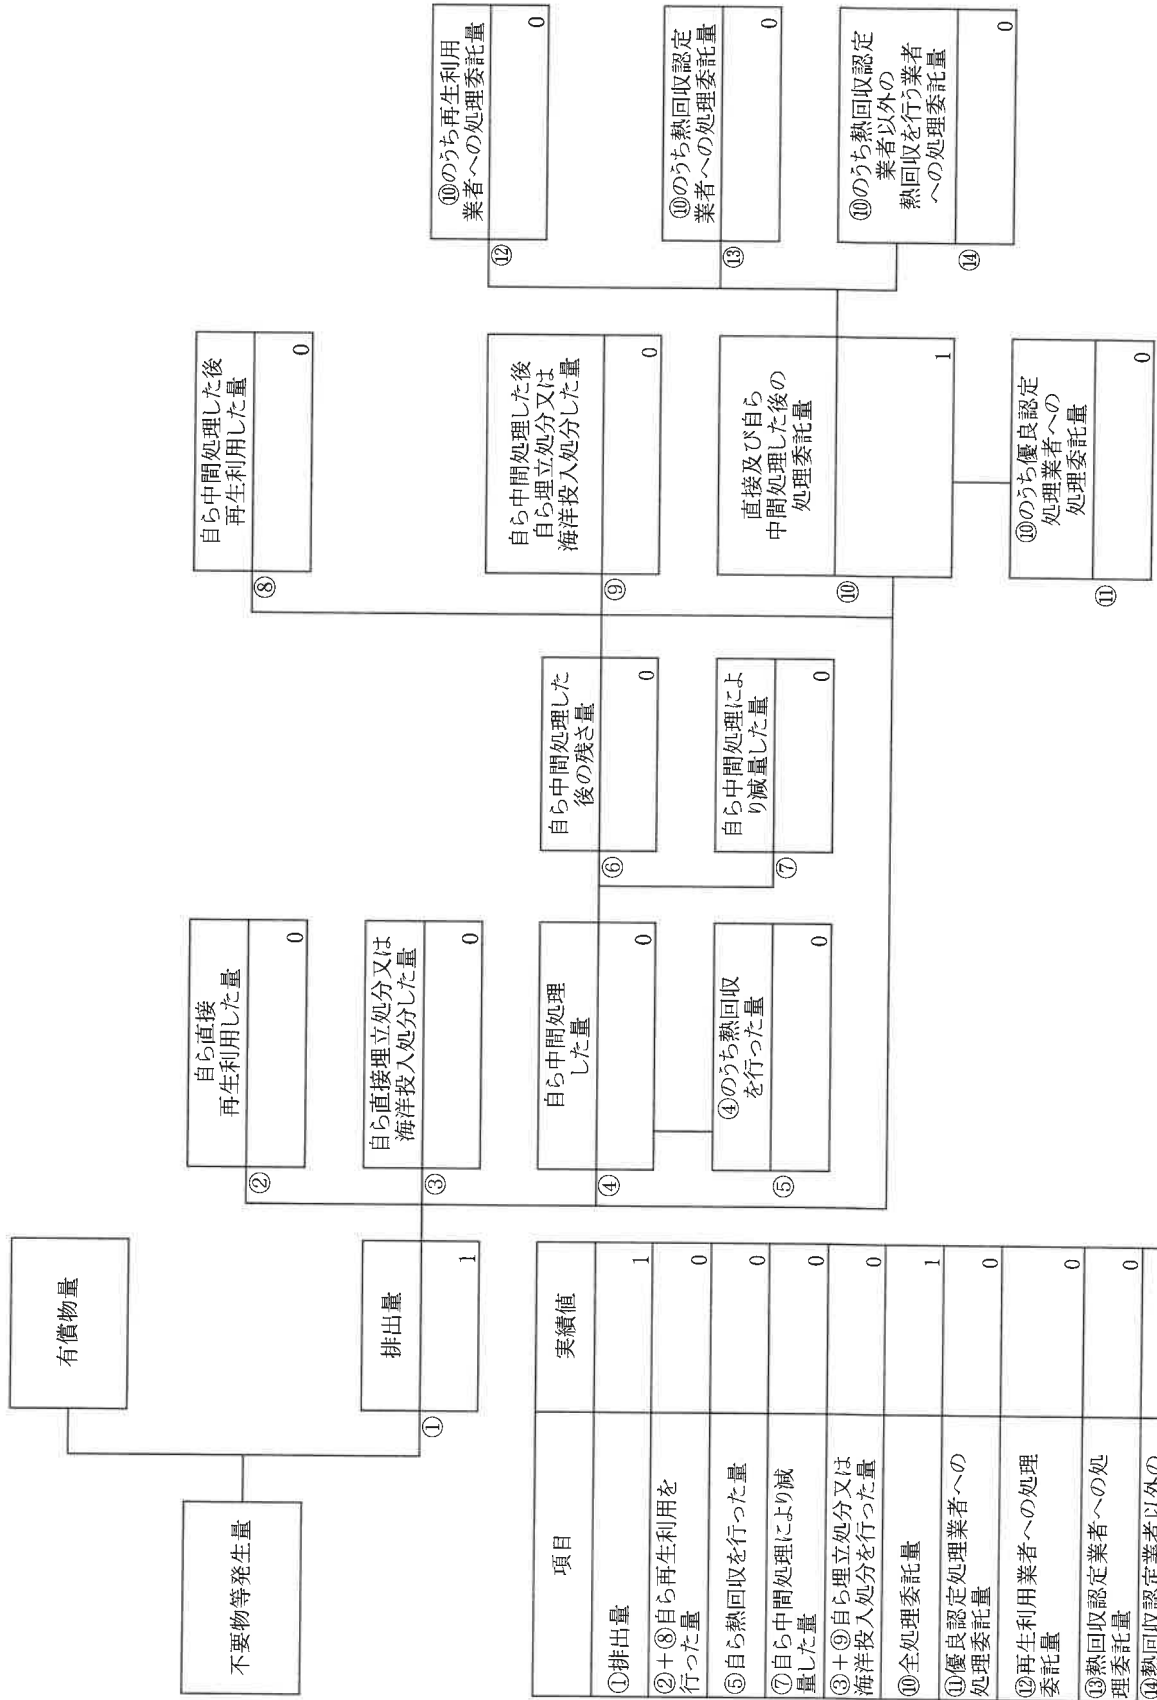 不要物等発生量
有償物量
排出量
①
1
自ら直接
再生利用した量
②
0
自ら直接埋立処分又は
海洋投入処分した量
③
0
自ら中間処理
した量
④
0
④のうち熱回収
を行った量
⑤
0
自ら中間処理した
後の残さ量
⑥
0
自ら中間処理によ
り減量した量
⑦
0
自ら中間処理した後
再生利用した量
⑧
0
自ら中間処理した後
自ら埋立処分又は
海洋投入処分した量
⑨
0
直接及び自ら
中間処理した後の
処理委託量
⑩
1
⑩のうち優良認定
処理業者への
処理委託量
⑪
0
⑩のうち再生利用
業者への処理委託量
⑫
0
⑩のうち熱回収認定
業者への処理委託量
⑬
0
⑩のうち熱回収認定
業者以外の
熱回収を行う業者
への処理委託量
⑭
0
項目 実績値
①排出量 1
②+⑧自ら再生利用を
行った量 0
⑤自ら熱回収を行った量 0
⑦自ら中間処理により減
量した量 0
③+⑨自ら埋立処分又は
海洋投入処分を行った量 0
⑩全処理委託量 1
⑪優良認定処理業者への
処理委託量 0
⑫再生利用業者への処理
委託量 0
⑬熱回収認定業者への処
理委託量 0
⑭熱回収認定業者以外の